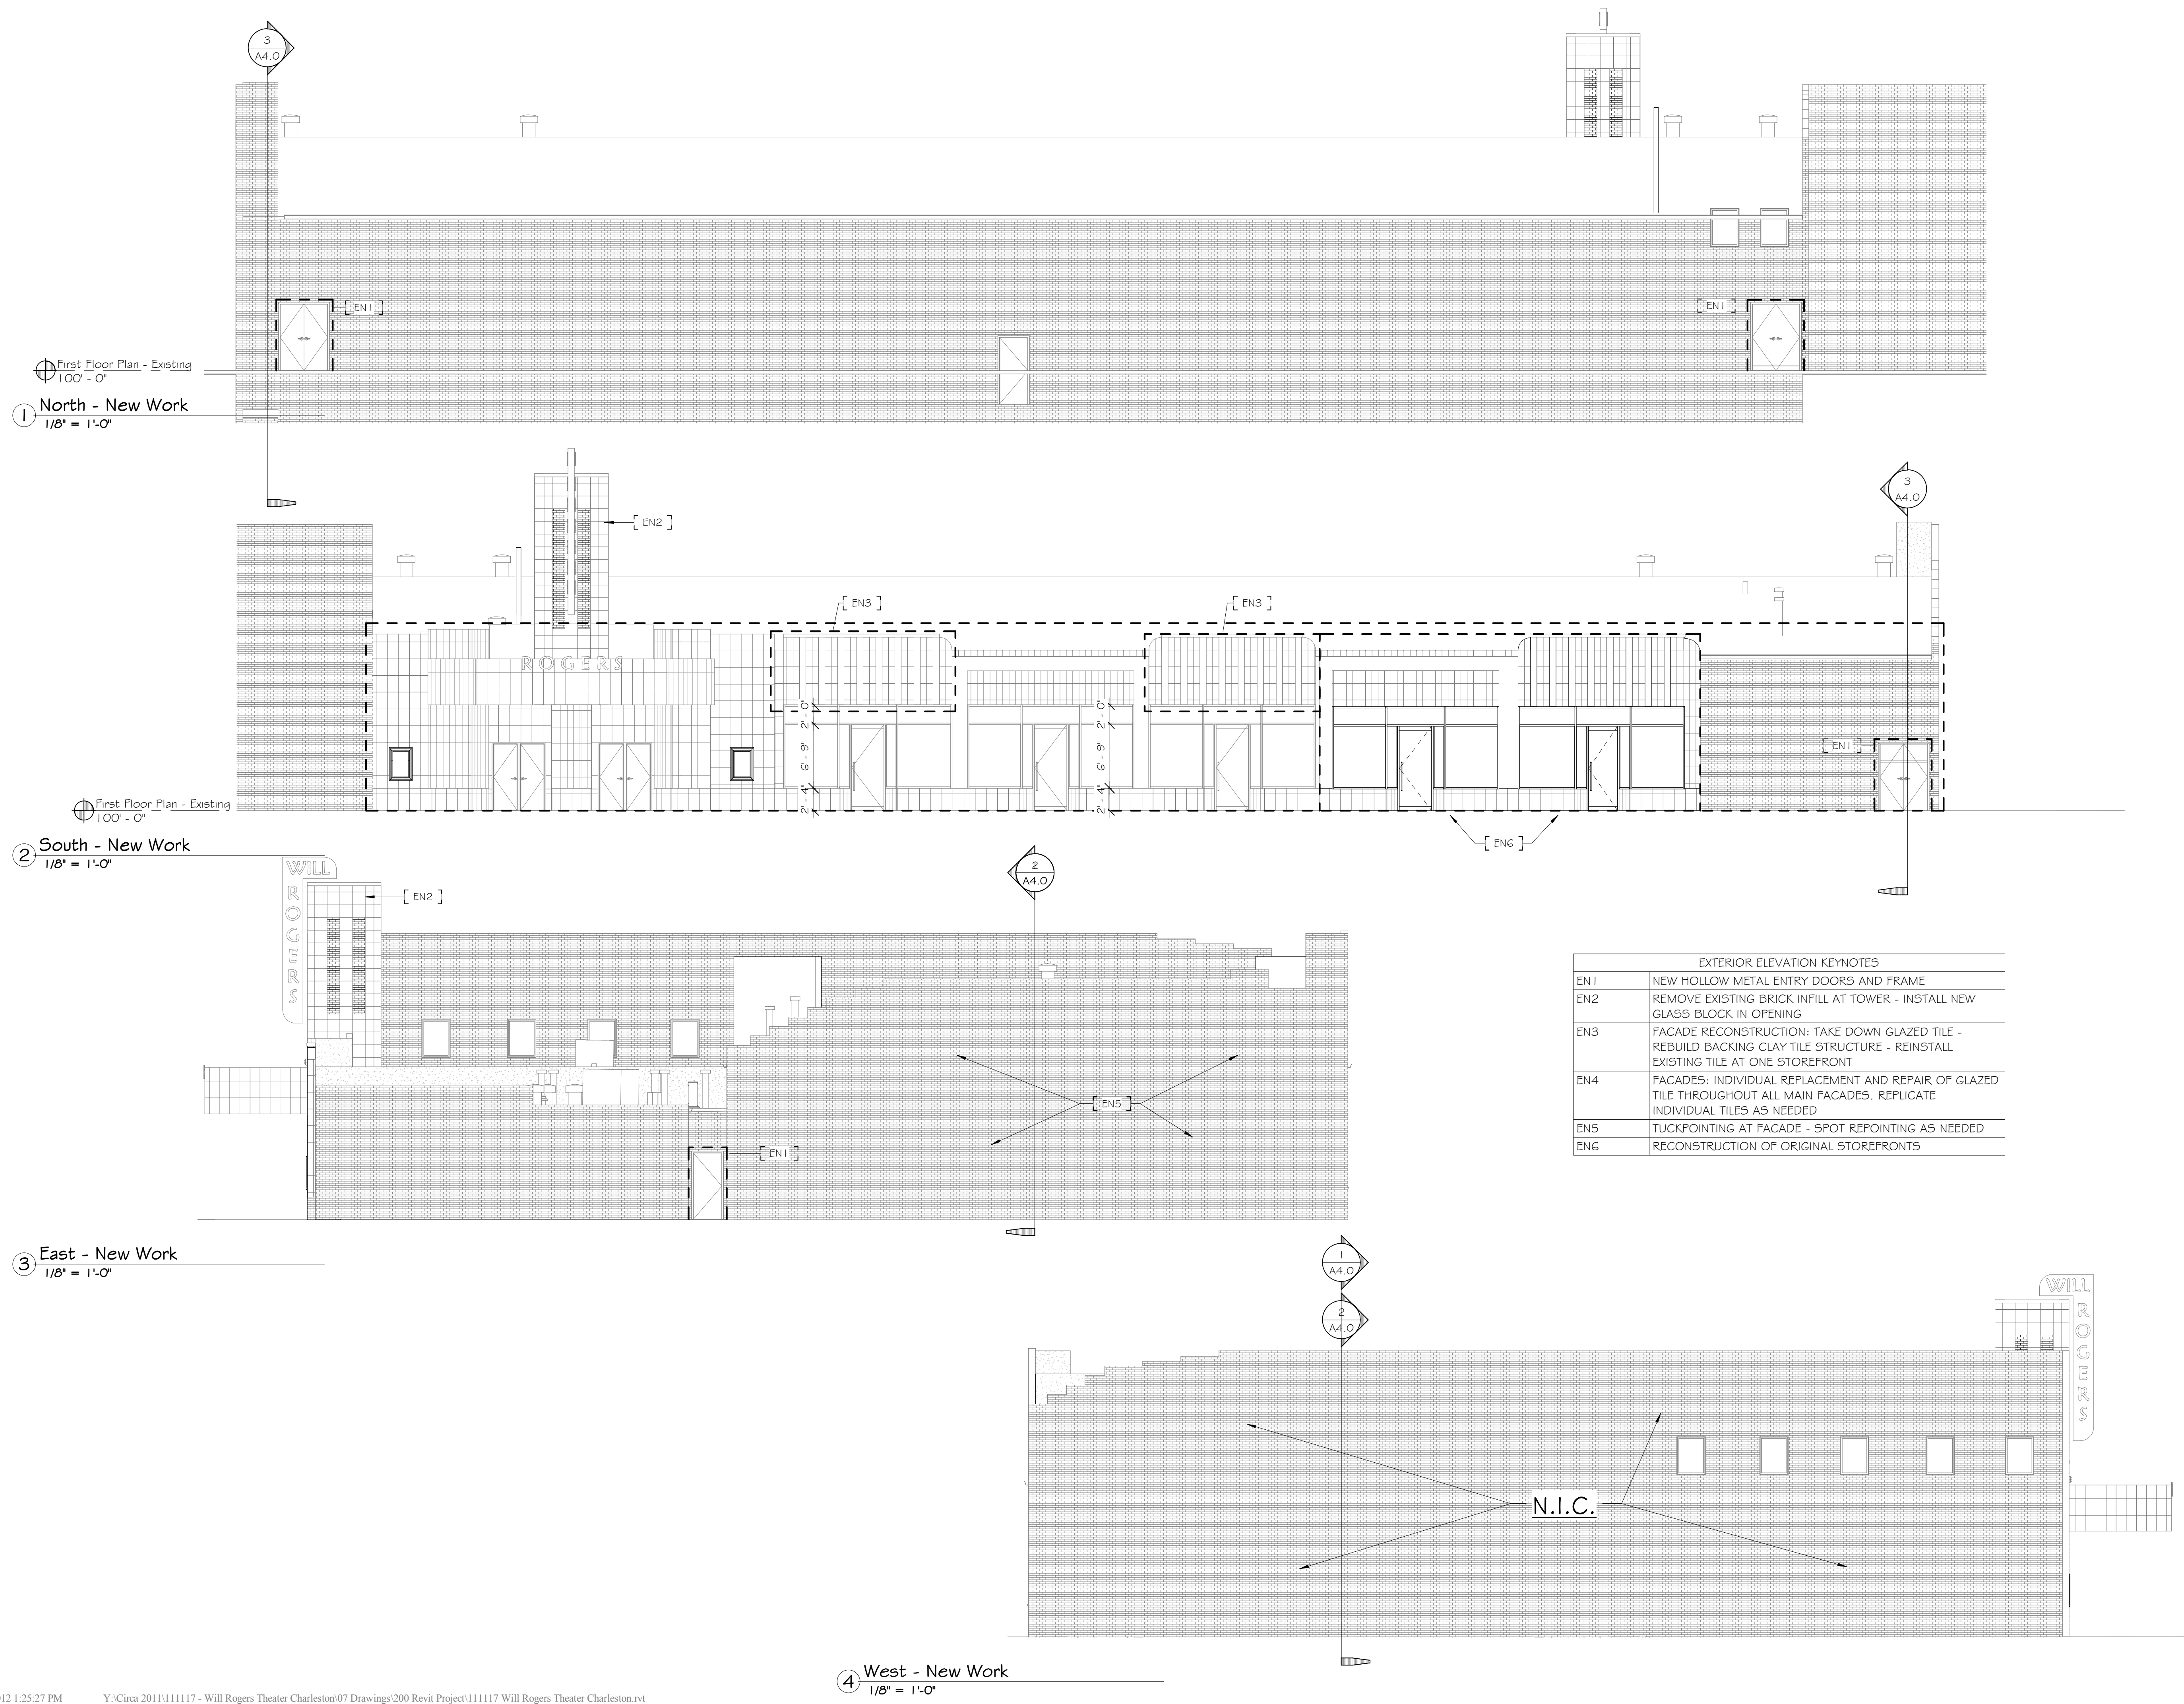 3
A4.0
EN1
EN1
First Floor Plan - Existing
100' - 0"
1
North - New Work
1/8" = 1'-0"
3
A4.0
EN2
EN3
EN3
ROGERS
2' - 0"
6' - 9"
2' - 4"
2' - 0"
6' - 9"
2' - 4"
EN1
First Floor Plan - Existing
100' - 0"
EN6
2
South - New Work
1/8" = 1'-0"
WILL
ROGERS
EN2
2
A4.0
EN5
EN1
3
East - New Work
1/8" = 1'-0"
EXTERIOR ELEVATION KEYNOTES
EN1 NEW HOLLOW METAL ENTRY DOORS AND FRAME
EN2 REMOVE EXISTING BRICK INFILL AT TOWER - INSTALL NEW
GLASS BLOCK IN OPENING
EN3 FACADE RECONSTRUCTION: TAKE DOWN GLAZED TILE -
REBUILD BACKING CLAY TILE STRUCTURE - REINSTALL
EXISTING TILE AT ONE STOREFRONT
EN4 FACADES: INDIVIDUAL REPLACEMENT AND REPAIR OF GLAZED
TILE THROUGHOUT ALL MAIN FACADES. REPLICATE
INDIVIDUAL TILES AS NEEDED
EN5 TUCKPOINTING AT FACADE - SPOT REPOINTING AS NEEDED
EN6 RECONSTRUCTION OF ORIGINAL STOREFRONTS
1
A4.0
2
A4.0
WILL
ROGERS
N.I.C.
4
West - New Work
1/8" = 1'-0"
012 1:25:27 PM
Y:\Circa 2011\111117 - Will Rogers Theater Charleston\07 Drawings\200 Revit Project\111117 Will Rogers Theater Charleston.rvt